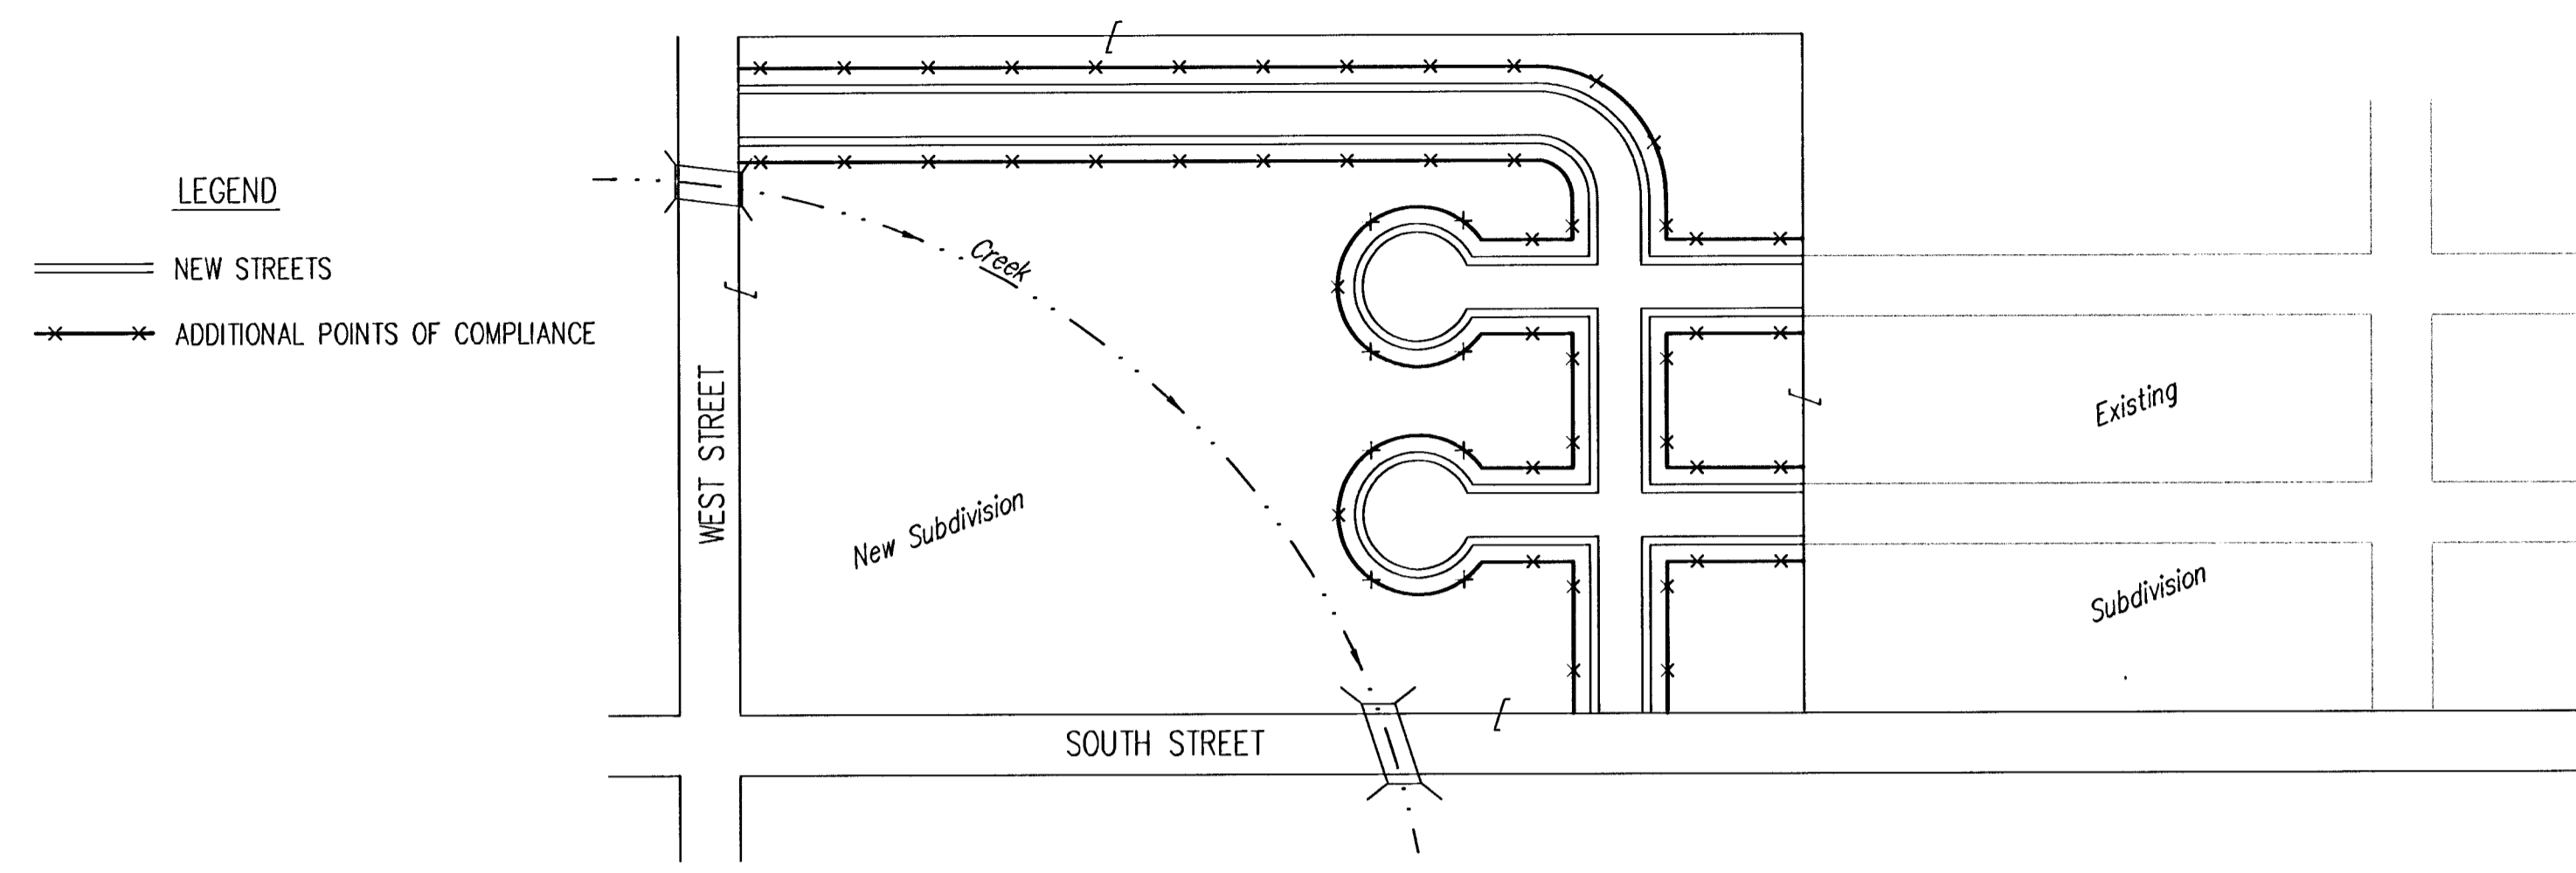 LEGEND
NEW STREETS
ADDITIONAL POINTS OF COMPLIANCE
Creek
WEST STREET
New Subdivision
Existing
Subdivision
SOUTH STREET